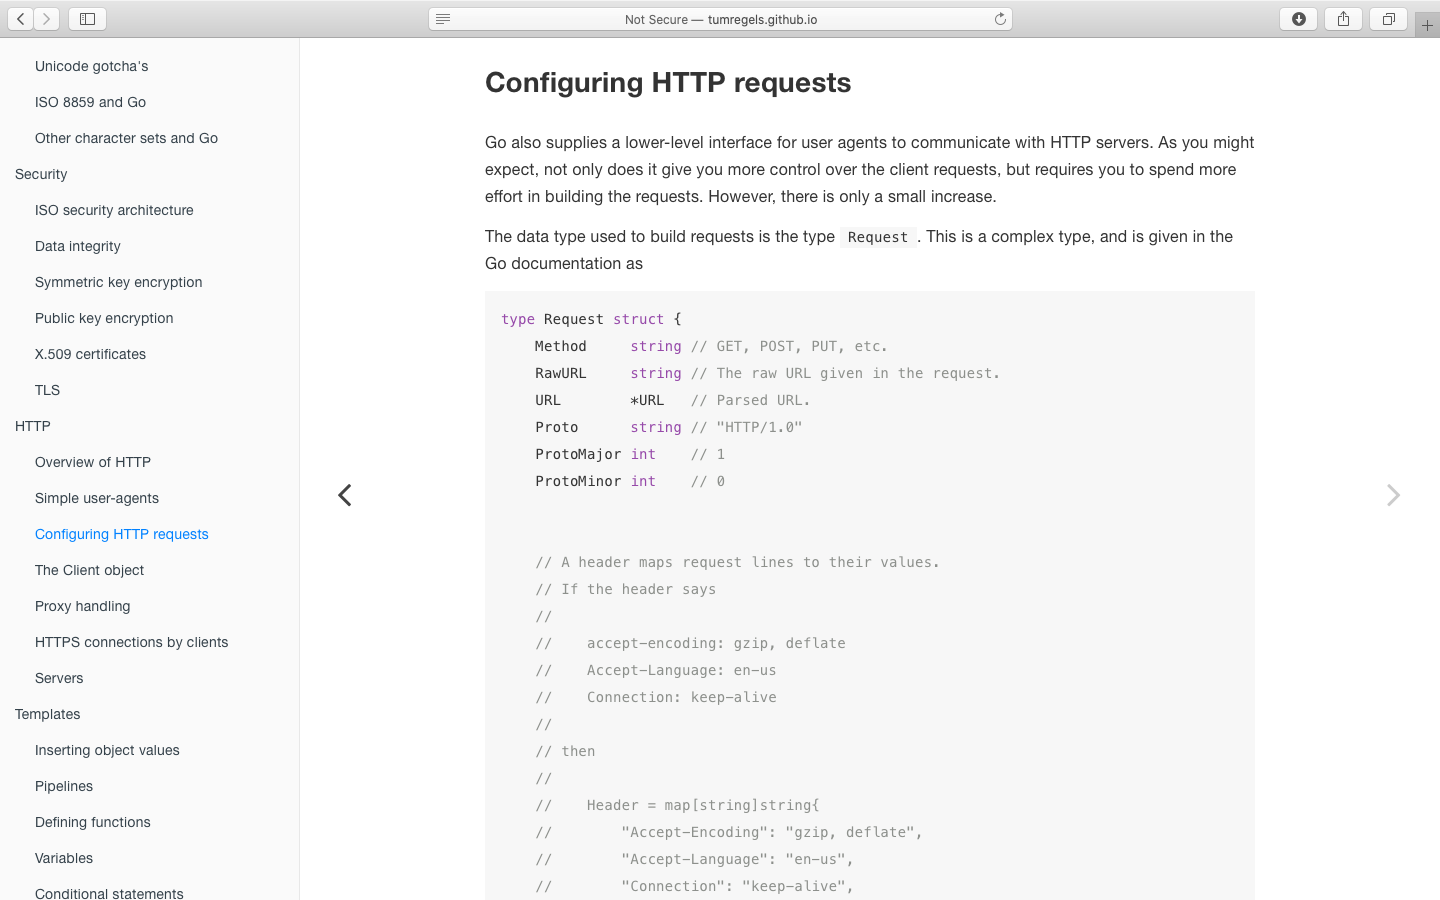 Not Secure — tumregels.github.io
Unicode gotcha's
ISO 8859 and Go
Other character sets and Go
Security
ISO security architecture
Data integrity
Symmetric key encryption
Public key encryption
X.509 certificates
TLS
HTTP
Overview of HTTP
Simple user-agents
Configuring HTTP requests
The Client object
Proxy handling
HTTPS connections by clients
Servers
Templates
Inserting object values
Pipelines
Defining functions
Variables
Conditional statements
Configuring HTTP requests
Go also supplies a lower-level interface for user agents to communicate with HTTP servers. As you might
expect, not only does it give you more control over the client requests, but requires you to spend more
effort in building the requests. However, there is only a small increase.
The data type used to build requests is the type Request . This is a complex type, and is given in the
Go documentation as
type Request struct {
    Method     string // GET, POST, PUT, etc.
    RawURL     string // The raw URL given in the request.
    URL        *URL   // Parsed URL.
    Proto      string // "HTTP/1.0"
    ProtoMajor int    // 1
    ProtoMinor int    // 0
    // A header maps request lines to their values.
    // If the header says
    //
    //    accept-encoding: gzip, deflate
    //    Accept-Language: en-us
    //    Connection: keep-alive
    //
    // then
    //
    //    Header = map[string]string{
    //        "Accept-Encoding": "gzip, deflate",
    //        "Accept-Language": "en-us",
    //        "Connection": "keep-alive",